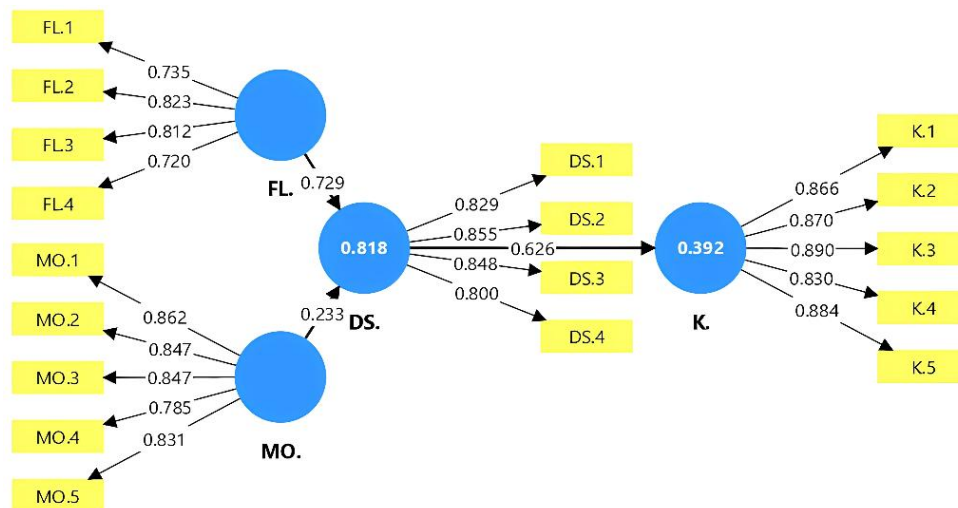 FL.1
FL.2
FL.3
FL.4
0.735
0.823
0.812
0.720
FL.
0.729
MO.1
MO.2
MO.3
MO.4
MO.5
0.862
0.847
0.847
0.785
0.831
MO.
0.233
0.818
DS.
0.829
0.855
0.626
0.848
0.800
DS.1
DS.2
DS.3
DS.4
0.392
K.
0.866
0.870
0.890
0.830
0.884
K.1
K.2
K.3
K.4
K.5